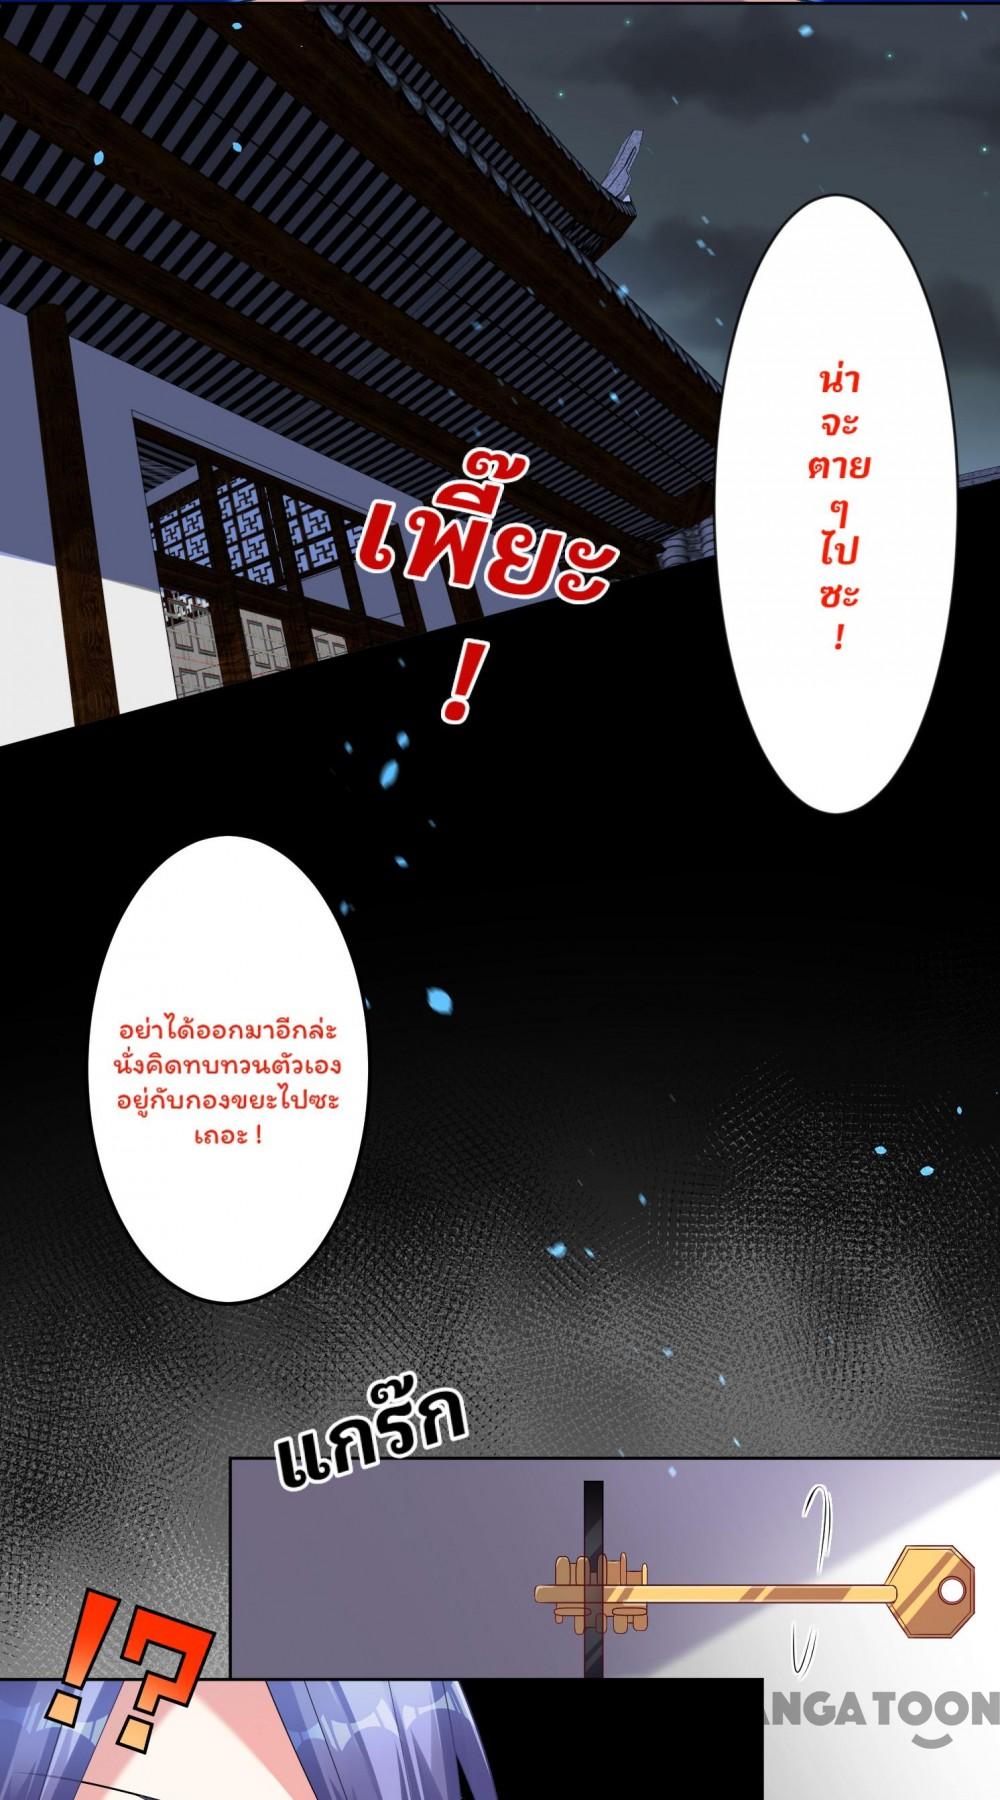 น่า
จะ
ตาย
ๆ
ไป
ซะ
!
เพี๊ยะ
!
อย่าได้ออกมาอีกล่ะ
นั่งคิดทบทวนตัวเอง
อยู่กับกองขยะไปซะ
เถอะ !
แกร๊ก
!?
MANGA TOON